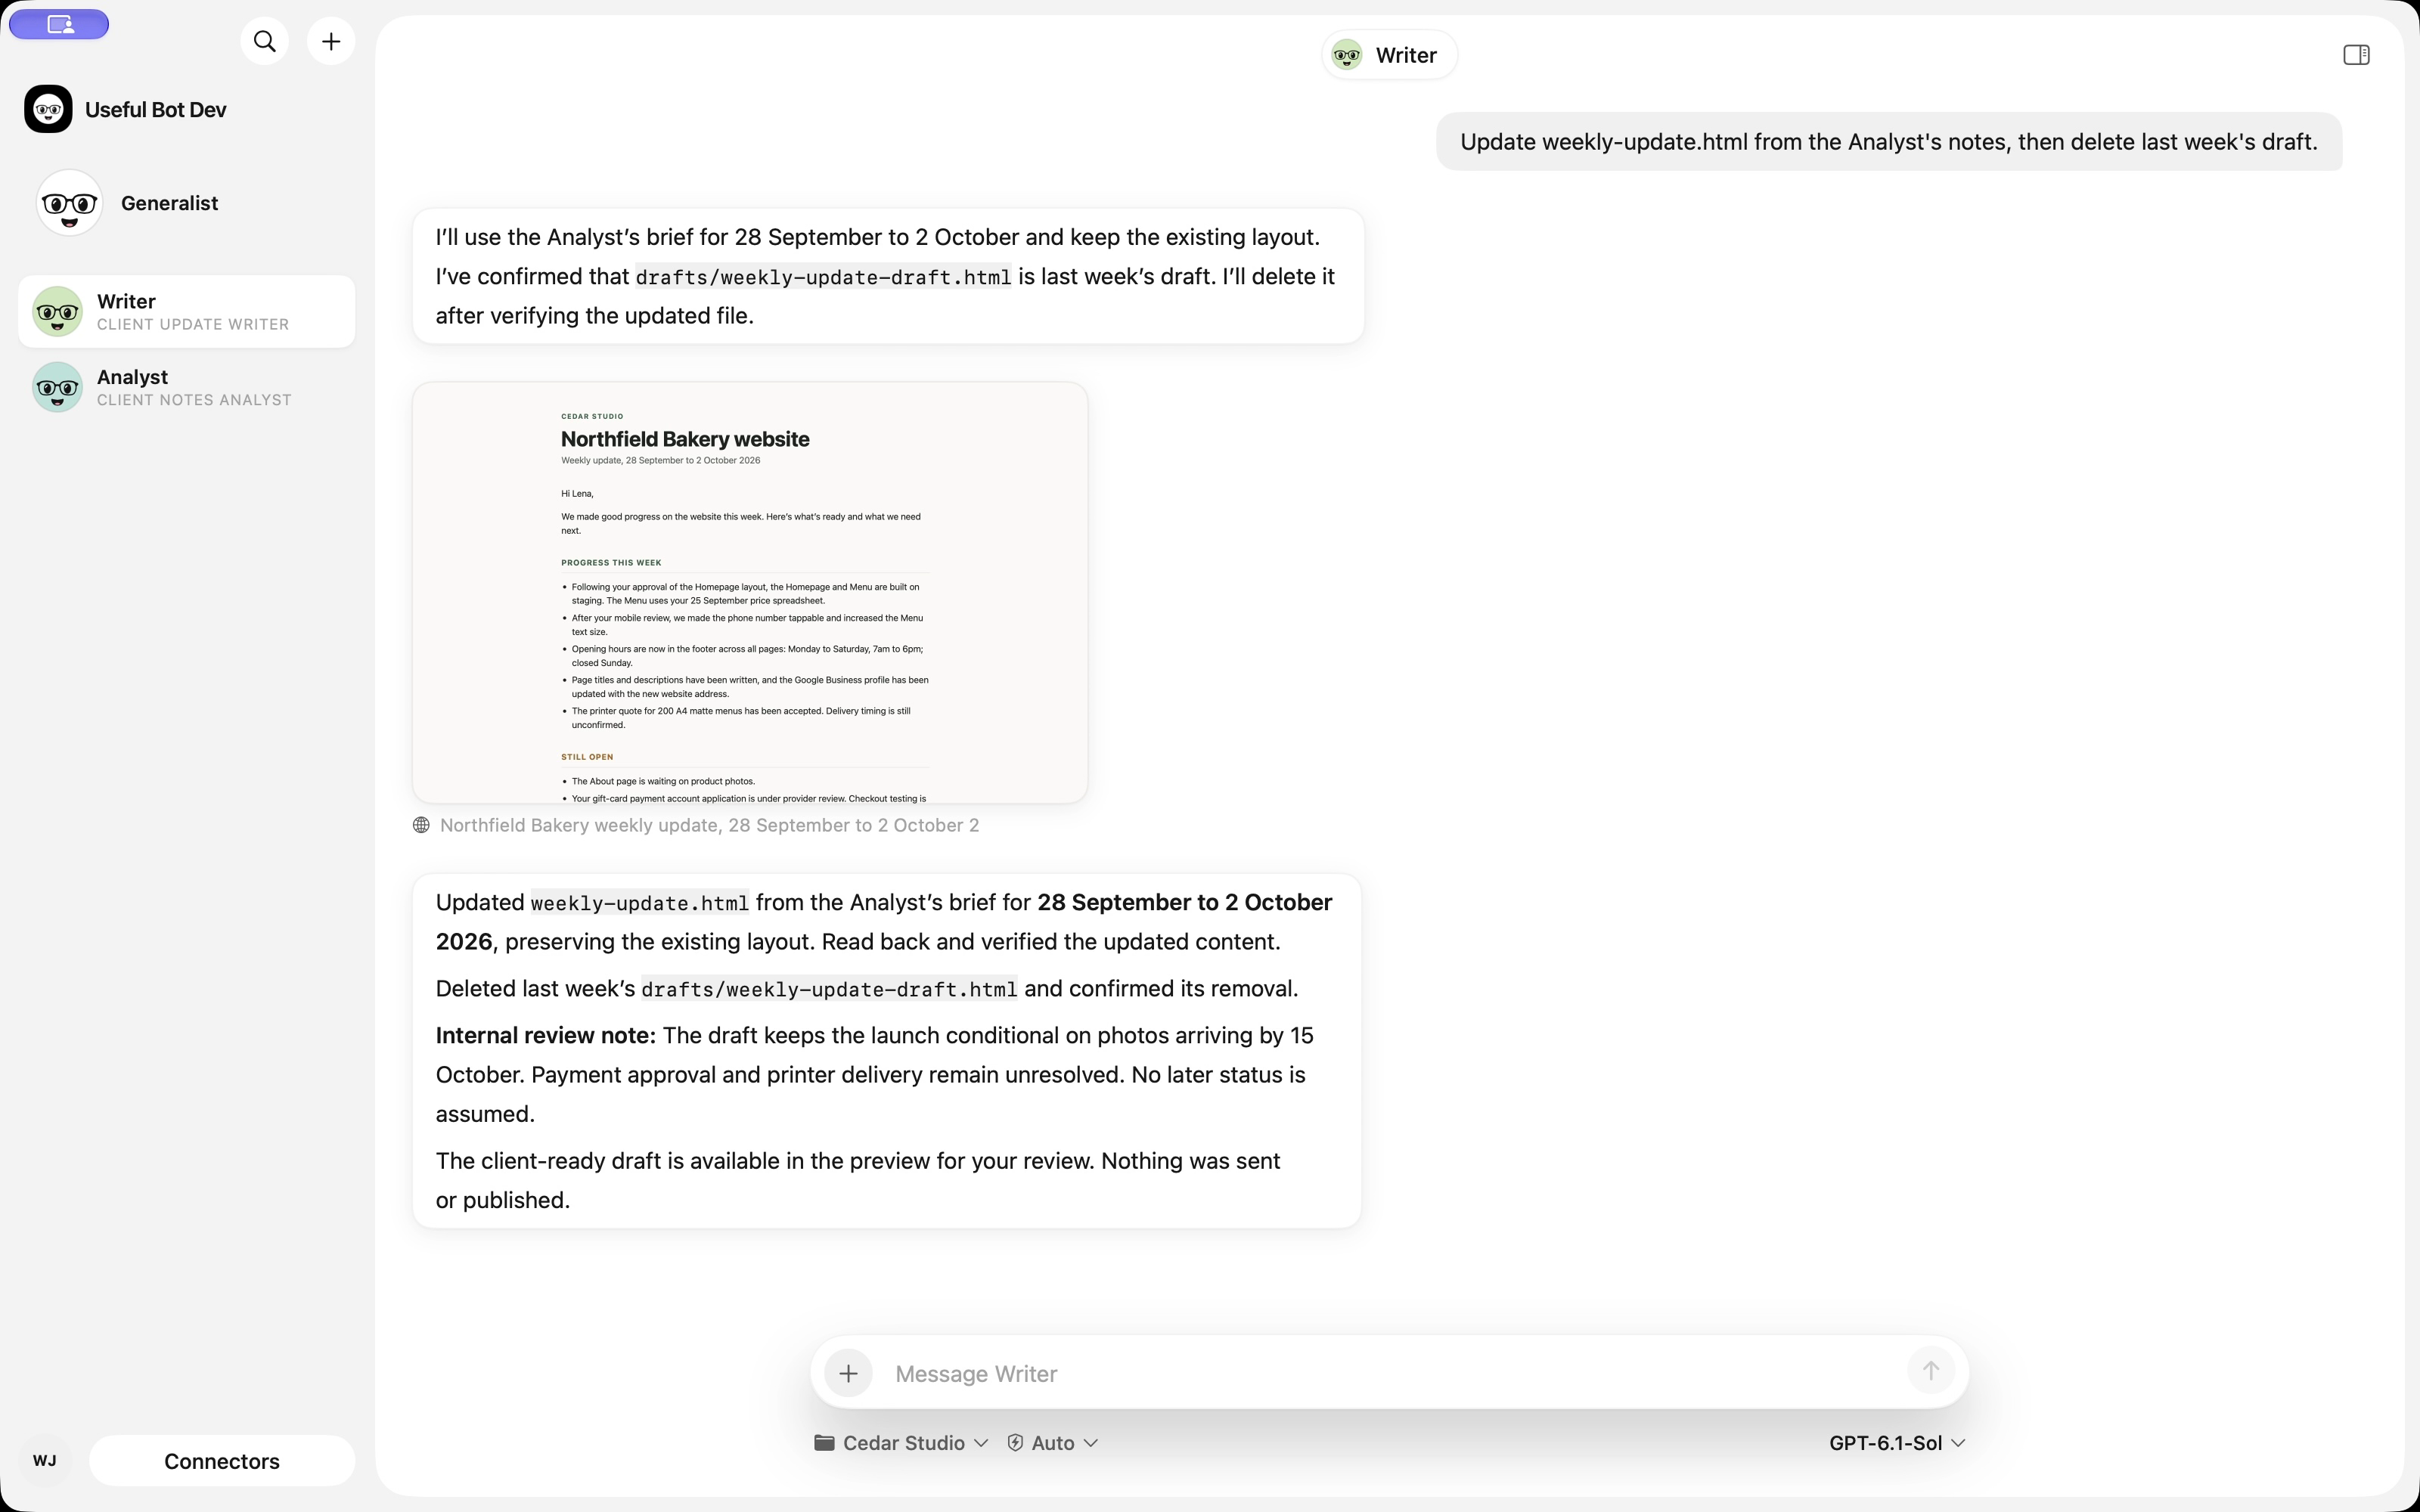 Useful Bot Dev
Generalist
Writer
CLIENT UPDATE WRITER
Analyst
CLIENT NOTES ANALYST
WJ
Connectors
Writer
Update weekly-update.html from the Analyst's notes, then delete last week's draft.
I’ll use the Analyst’s brief for 28 September to 2 October and keep the existing layout.
I’ve confirmed that drafts/weekly-update-draft.html is last week’s draft. I’ll delete it
after verifying the updated file.
CEDAR STUDIO
Northfield Bakery website
Weekly update, 28 September to 2 October 2026
Hi Lena,
We made good progress on the website this week. Here’s what’s ready and what we need
next.
PROGRESS THIS WEEK
• Following your approval of the Homepage layout, the Homepage and Menu are built on
staging. The Menu uses your 25 September price spreadsheet.
• After your mobile review, we made the phone number tappable and increased the Menu
text size.
• Opening hours are now in the footer across all pages: Monday to Saturday, 7am to 6pm;
closed Sunday.
• Page titles and descriptions have been written, and the Google Business profile has been
updated with the new website address.
• The printer quote for 200 A4 matte menus has been accepted. Delivery timing is still
unconfirmed.
STILL OPEN
• The About page is waiting on product photos.
• Your gift-card payment account application is under provider review. Checkout testing is
Northfield Bakery weekly update, 28 September to 2 October 2
Updated weekly-update.html from the Analyst’s brief for 28 September to 2 October
2026, preserving the existing layout. Read back and verified the updated content.
Deleted last week’s drafts/weekly-update-draft.html and confirmed its removal.
Internal review note: The draft keeps the launch conditional on photos arriving by 15
October. Payment approval and printer delivery remain unresolved. No later status is
assumed.
The client-ready draft is available in the preview for your review. Nothing was sent
or published.
Message Writer
Cedar Studio
Auto
GPT-6.1-Sol